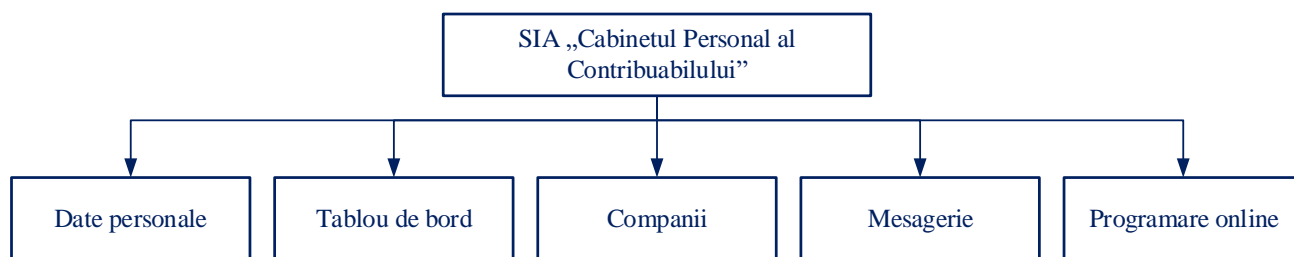 SIA „Cabinetul Personal al
Contribuabilului”
Date personale
Tablou de bord
Companii
Mesagerie
Programare online